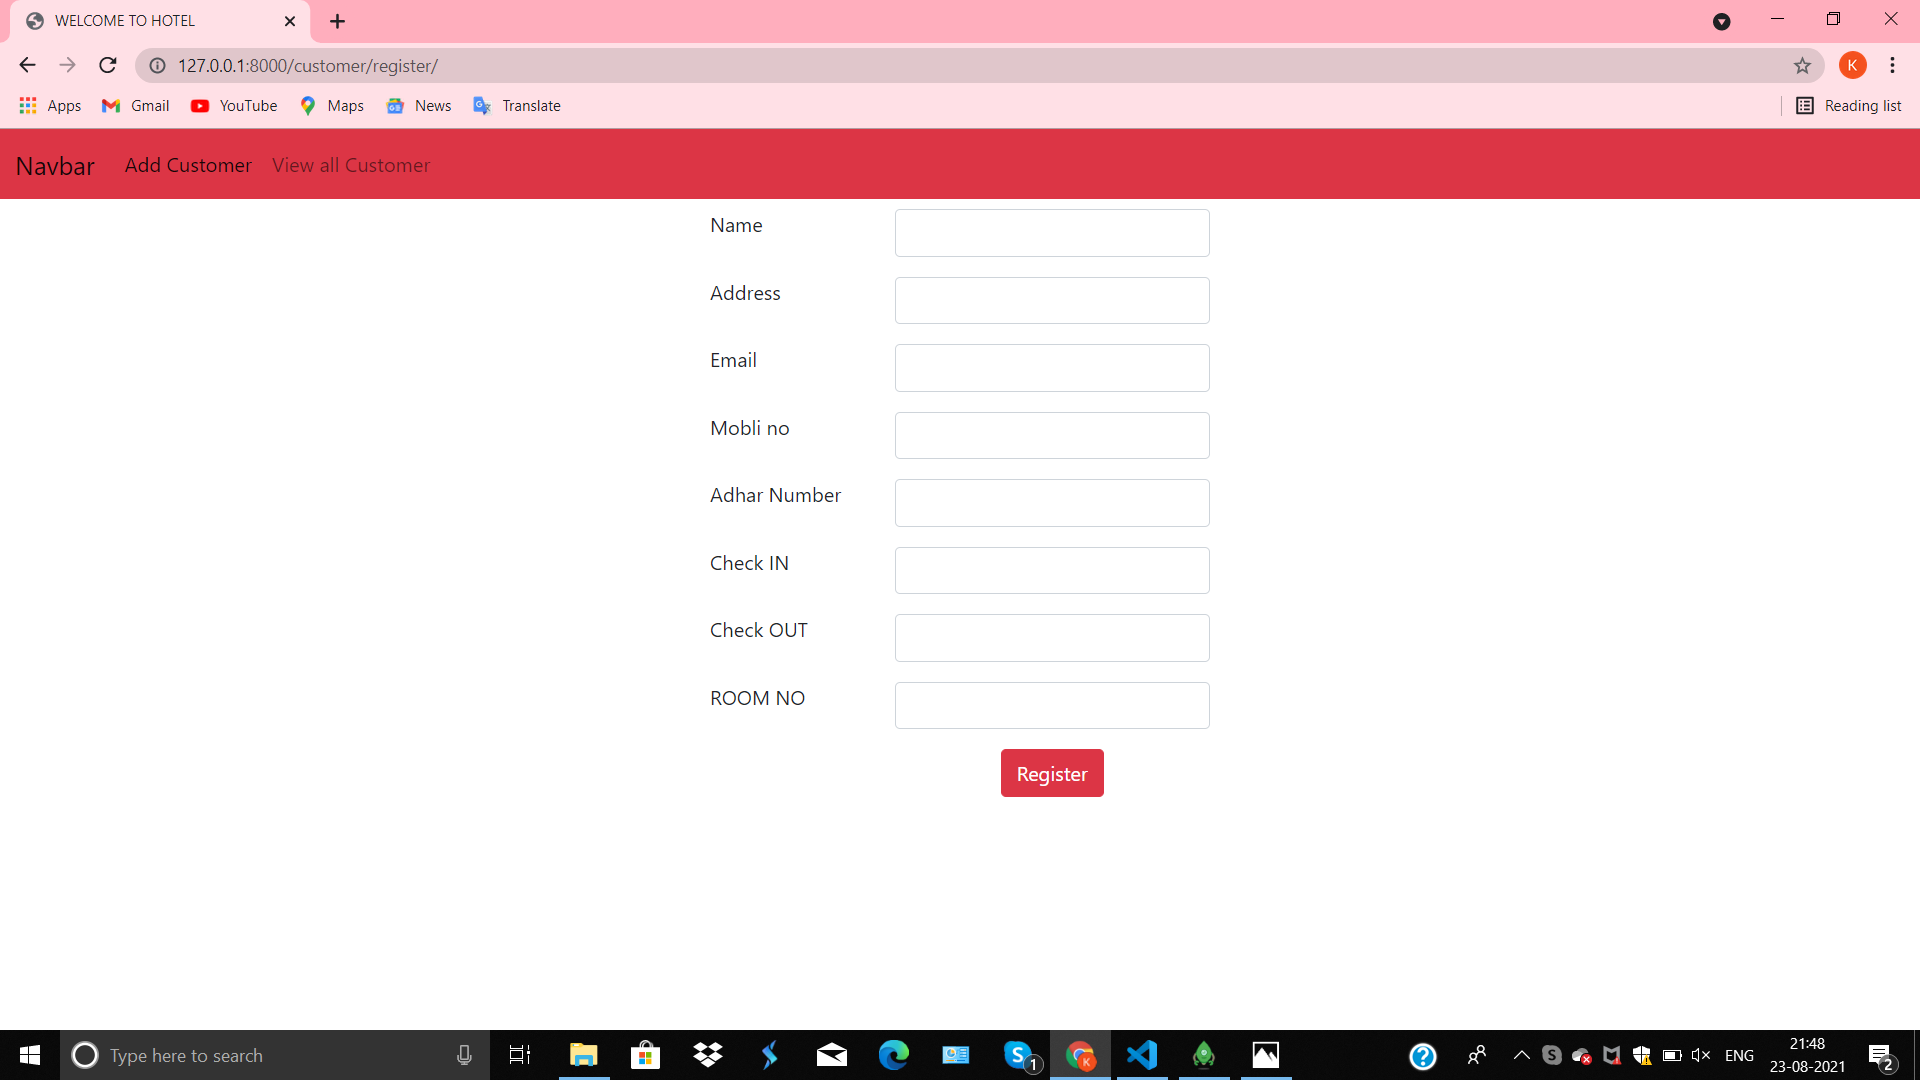 WELCOME TO HOTEL
127.0.0.1:8000/customer/register/
K
Apps Gmail YouTube Maps News Translate Reading list
Navbar Add Customer View all Customer
Name
Address
Email
Mobli no
Adhar Number
Check IN
Check OUT
ROOM NO
Register
Type here to search
1
K
ENG
21:48
23-08-2021
2